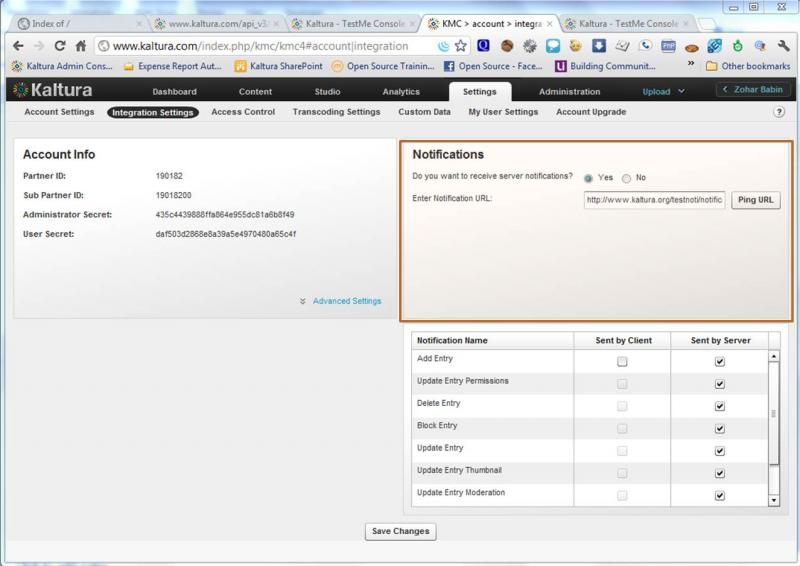 Index of /
www.kaltura.com/api_v3/
Kaltura - TestMe Console
KMC > account > integra
Kaltura - TestMe Console
www.kaltura.com/index.php/kmc/kmc4#account|integration
Kaltura Admin Cons...
Expense Report Aut...
Kaltura SharePoint
Open Source Trainin...
Open Source - Face...
Building Communit...
»
Other bookmarks
Kaltura
Dashboard
Content
Studio
Analytics
Settings
Administration
Upload
< Zohar Babin
Account Settings
Integration Settings
Access Control
Transcoding Settings
Custom Data
My User Settings
Account Upgrade
?
Account Info
Partner ID: 190182
Sub Partner ID: 19018200
Administrator Secret: 435c4439888ffa864e955dc81a6b8f49
User Secret: daf503d2868e8a39a5e4970480a65c4f
Advanced Settings
Notifications
Do you want to receive server notifications? Yes No
Enter Notification URL: http://www.kaltura.org/testnoti/notific Ping URL
Notification Name Sent by Client Sent by Server
Add Entry
Update Entry Permissions
Delete Entry
Block Entry
Update Entry
Update Entry Thumbnail
Update Entry Moderation
Save Changes